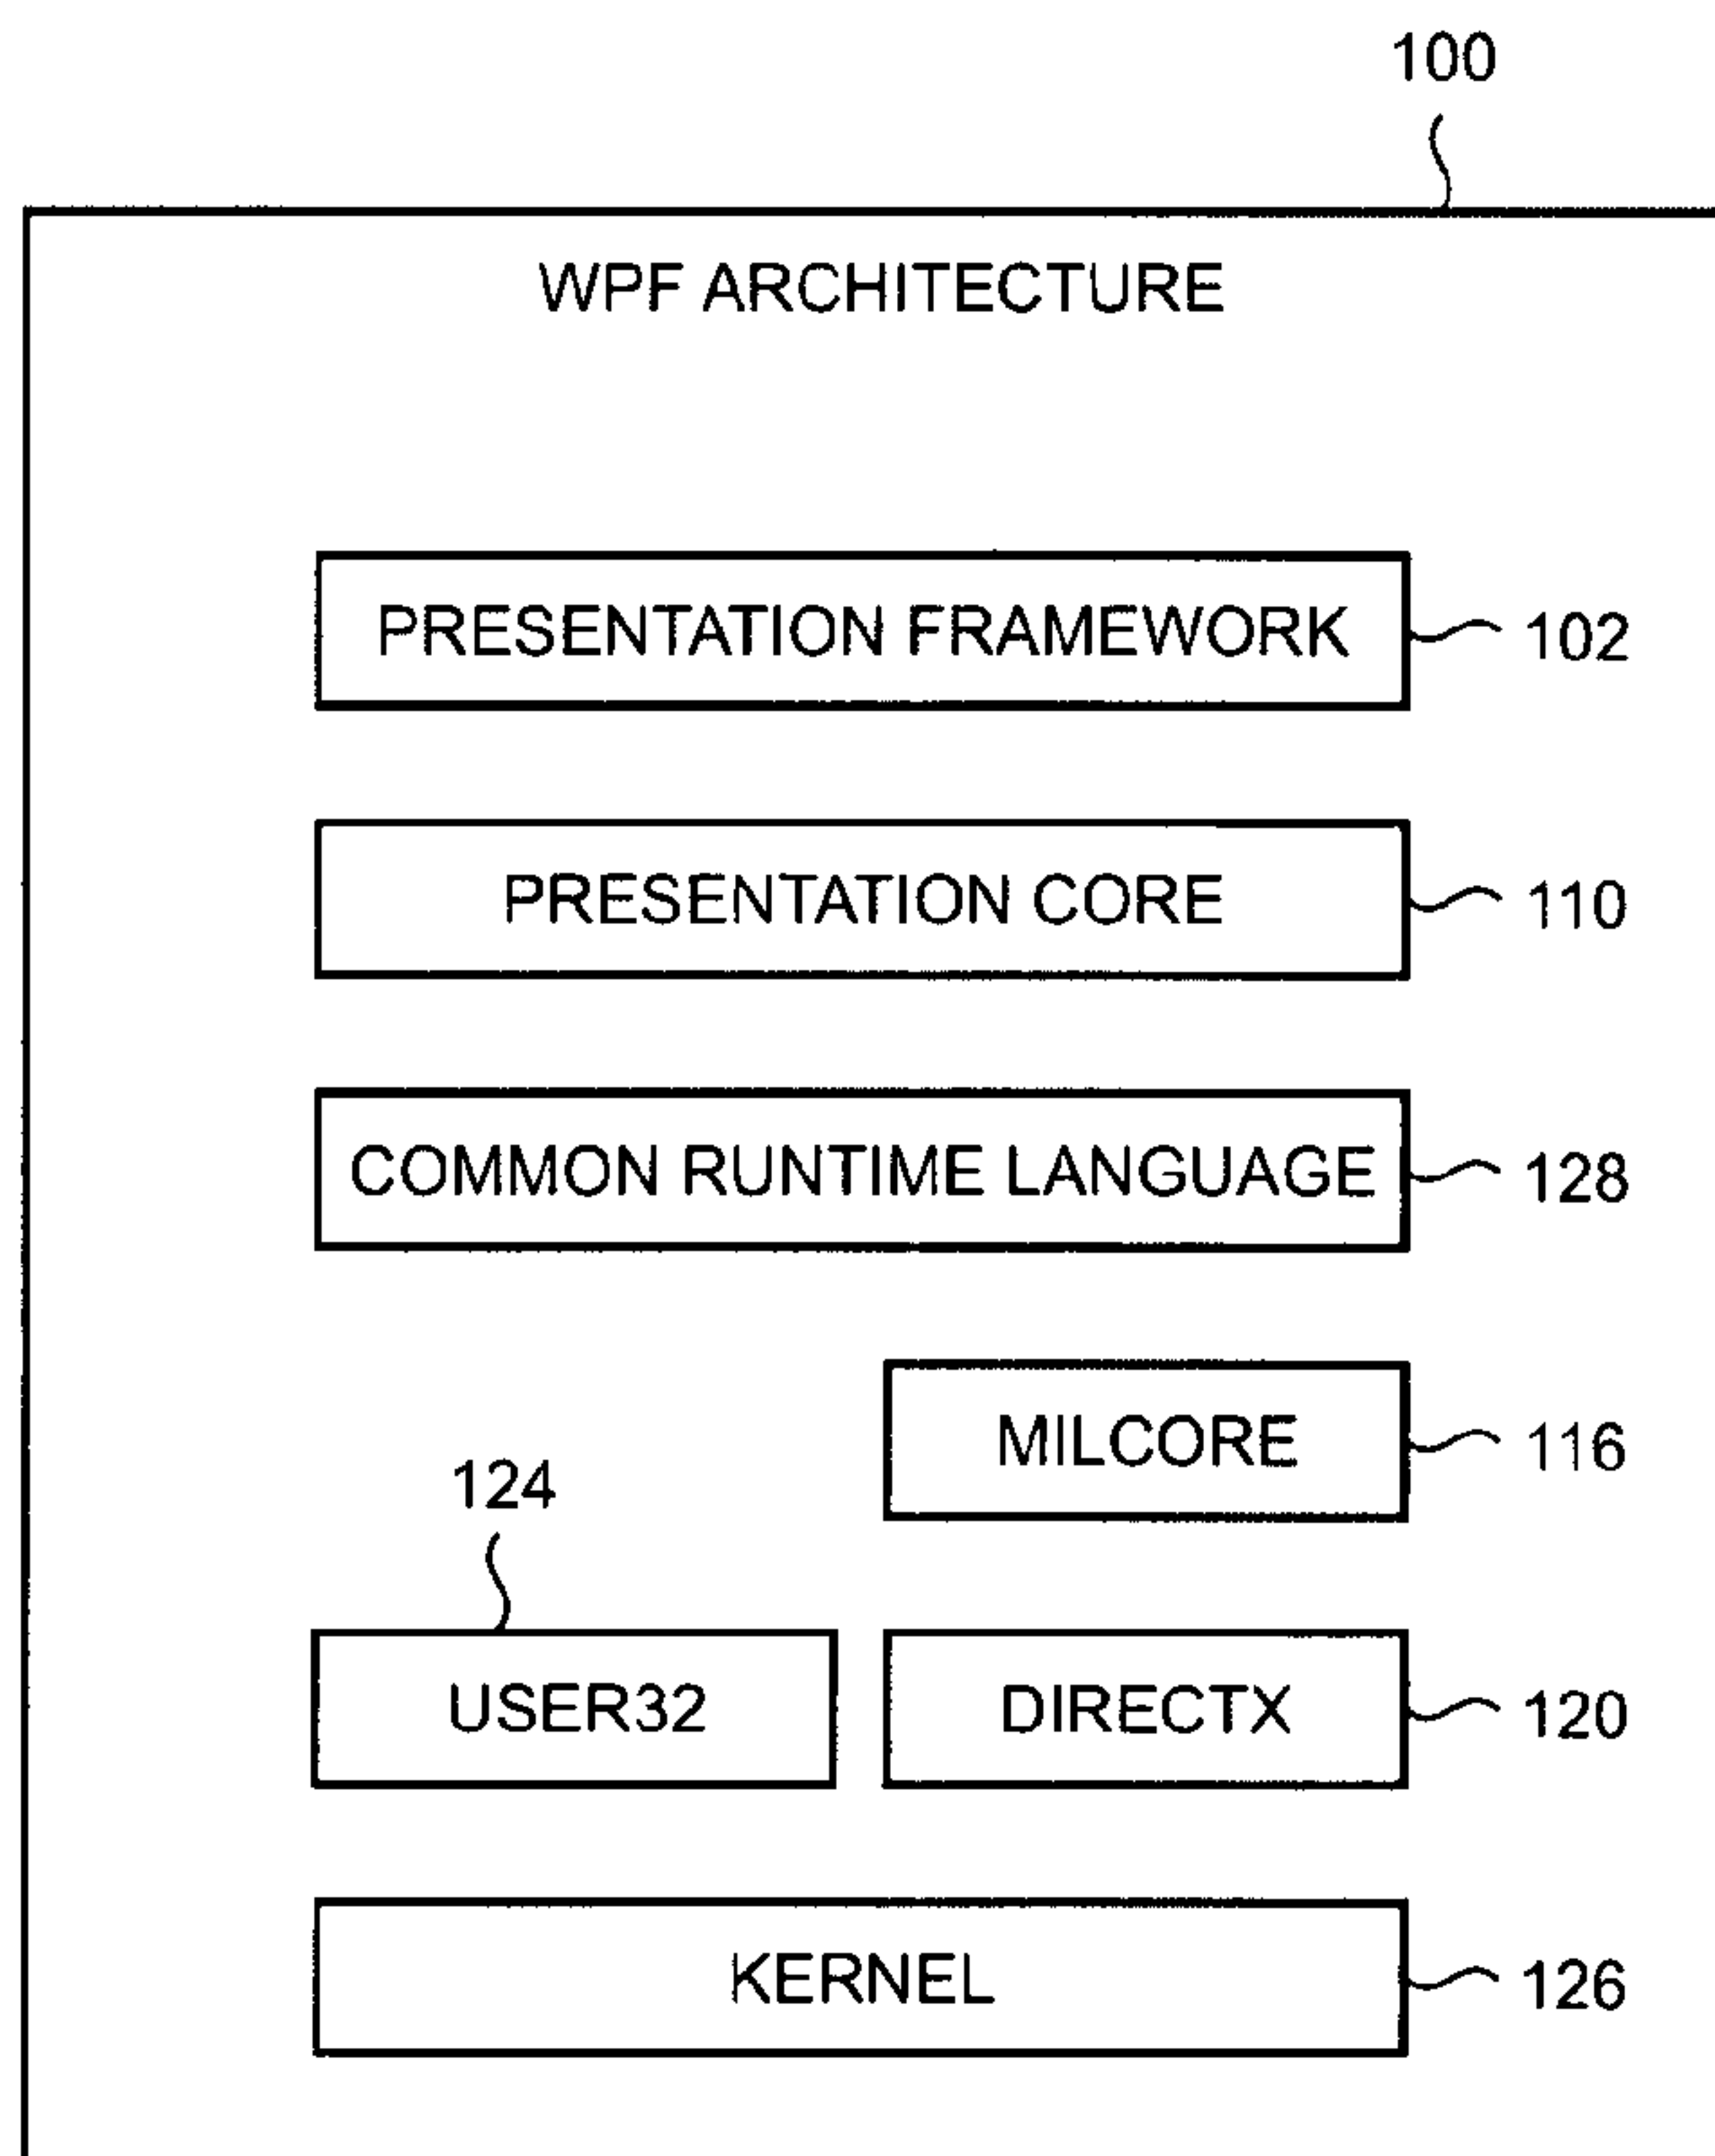 100
WPF ARCHITECTURE
PRESENTATION FRAMEWORK 102
PRESENTATION CORE 110
COMMON RUNTIME LANGUAGE 128
MILCORE 116
124
USER32 DIRECTX 120
KERNEL 126